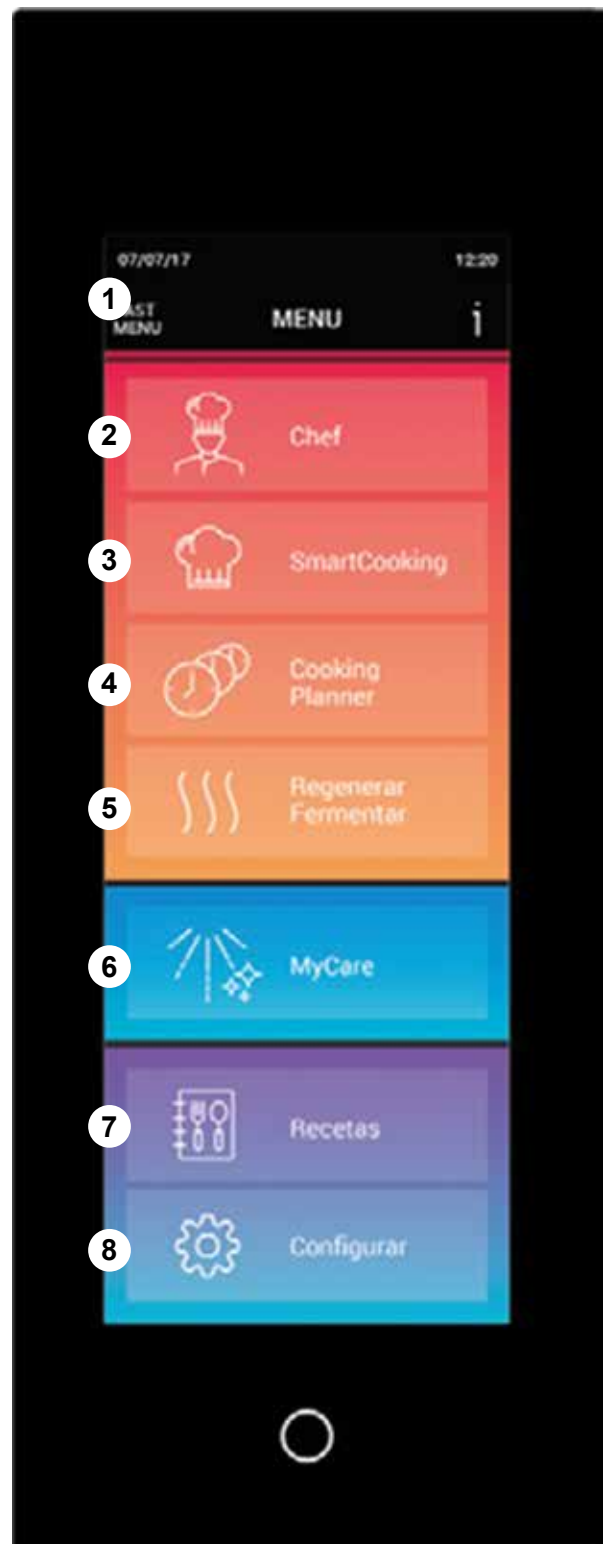 07/07/17 12:20
1
MENU
MENU i
2 Chef
3 SmartCooking
4 Cooking
Planner
5 Regenerar
Fermentar
6 MyCare
7 Recetas
8 Configurar